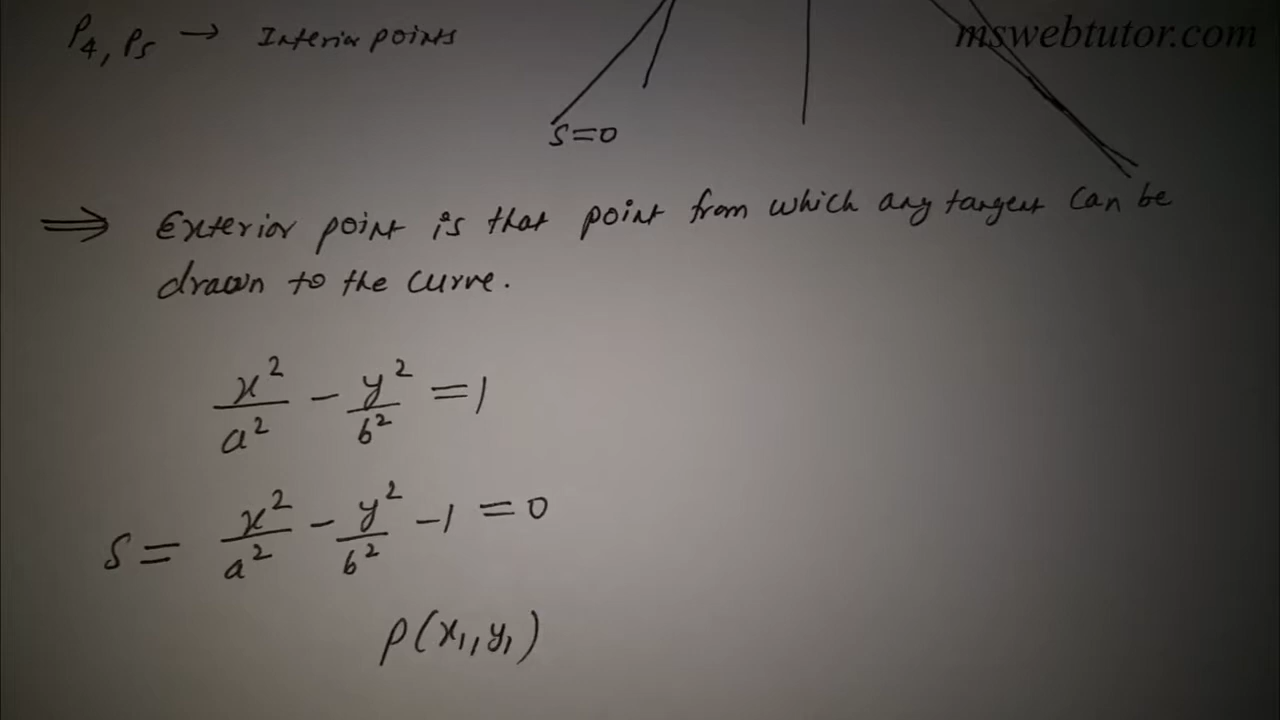 P₄, P₅ → Interior points
mswebtutor.com
S=0
⇒ Exterior point is that point from which any tangent can be
drawn to the curve.
x²/a² - y²/b² = 1
S = x²/a² - y²/b² - 1 = 0
P(x₁, y₁)